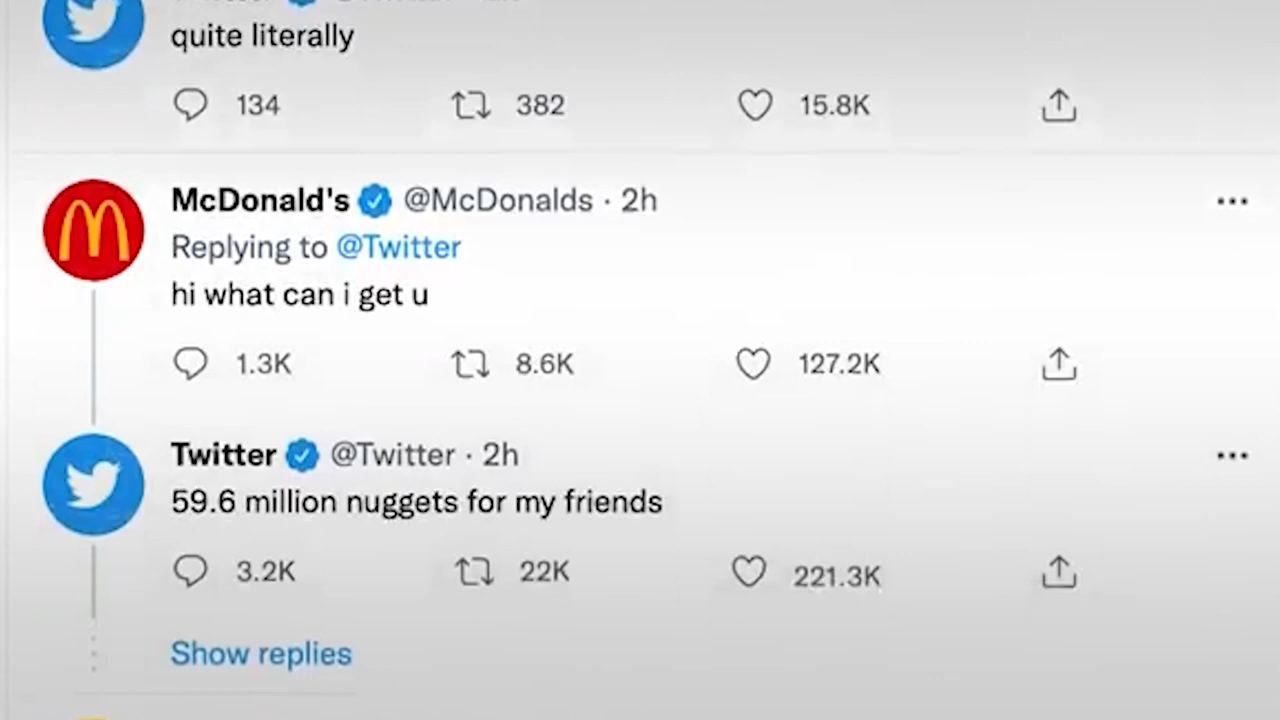 quite literally
134 382 15.8K
McDonald's @McDonalds · 2h
Replying to @Twitter
hi what can i get u
1.3K 8.6K 127.2K
Twitter @Twitter · 2h
59.6 million nuggets for my friends
3.2K 22K 221.3K
Show replies